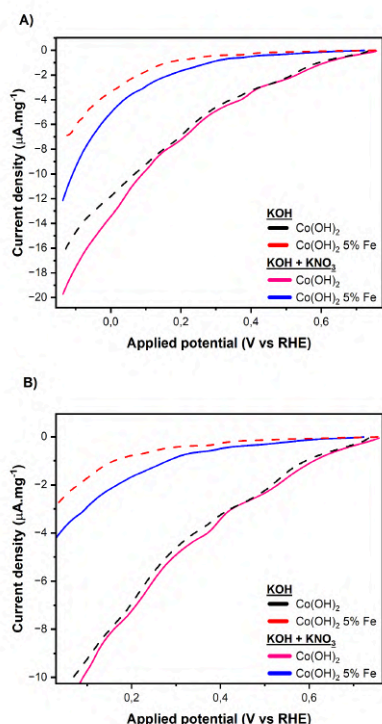 A)
Current density (µA.mg⁻¹)
0
−2
−4
−6
−8
−10
−12
−14
−16
−18
−20
KOH
Co(OH)₂
Co(OH)₂ 5% Fe
KOH + KNO₃
Co(OH)₂
Co(OH)₂ 5% Fe
0,0 0,2 0,4 0,6
Applied potential (V vs RHE)
B)
Current density (µA.mg⁻¹)
0
−2
−4
−6
−8
−10
KOH
Co(OH)₂
Co(OH)₂ 5% Fe
KOH + KNO₃
Co(OH)₂
Co(OH)₂ 5% Fe
0,2 0,4 0,6
Applied potential (V vs RHE)